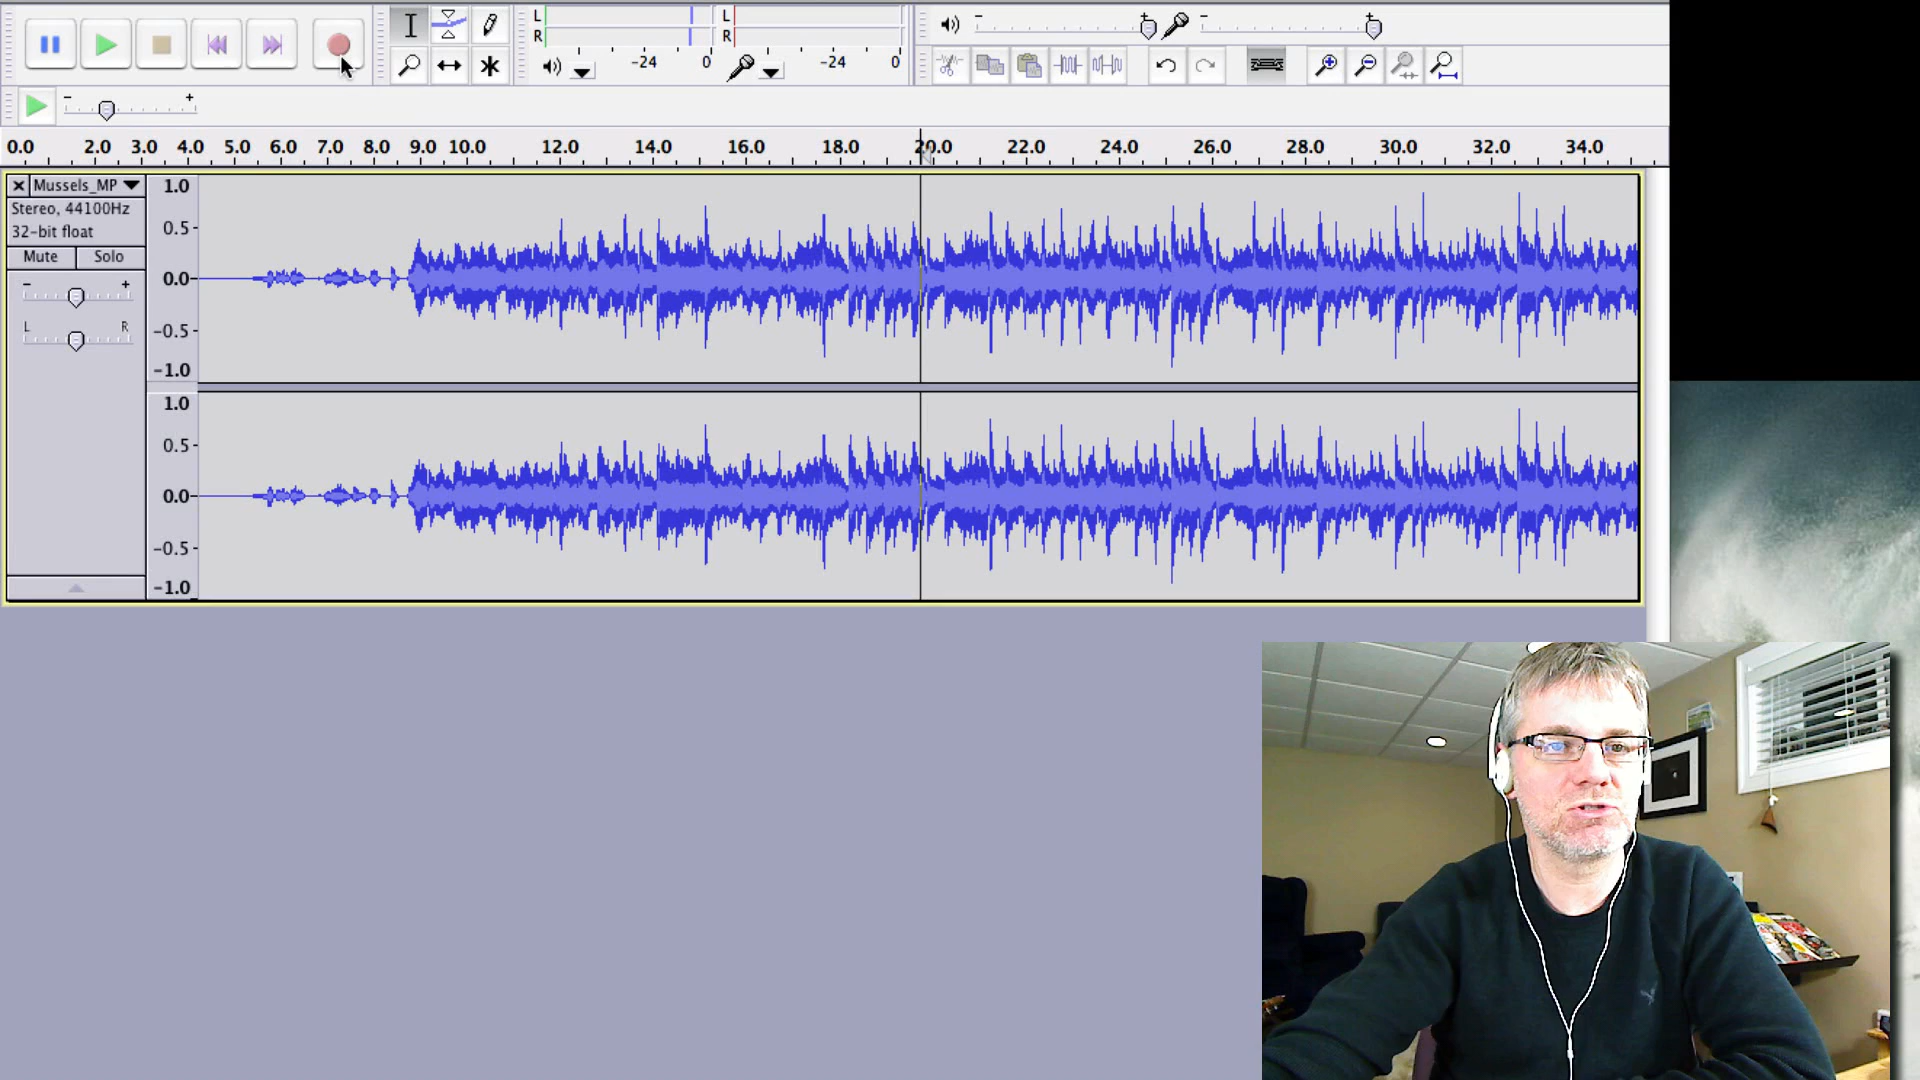 L
R
-24
0
L
R
-24
0
0.0
2.0 3.0 4.0 5.0 6.0 7.0 8.0 9.0 10.0 12.0 14.0 16.0 18.0 20.0 22.0 24.0 26.0 28.0 30.0 32.0 34.0
Mussels_MP
Stereo, 44100Hz
32-bit float
Mute Solo
- +
L R
1.0
0.5-
0.0-
-0.5-
-1.0
1.0
0.5-
0.0-
-0.5-
-1.0